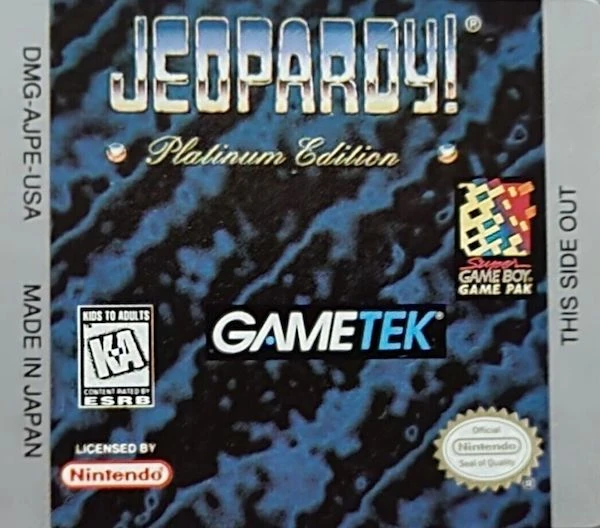 JEOPARDY!®
Platinum Edition
DMG-AJPE-USA
MADE IN JAPAN
THIS SIDE OUT
Super
GAME BOY.
GAME PAK
KIDS TO ADULTS
K-A
CONTENT RATED BY
ESRB
GAMETEK®
LICENSED BY
Nintendo®
Official
Nintendo
Seal of Quality
®